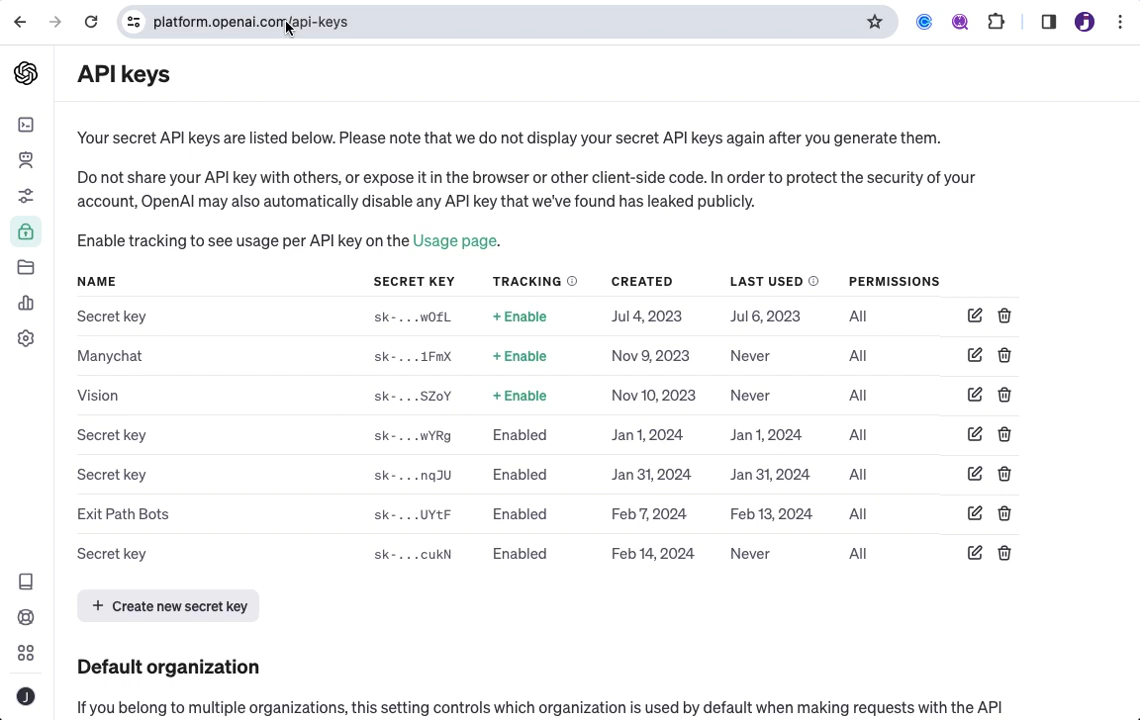 platform.openai.com/api-keys
API keys
Your secret API keys are listed below. Please note that we do not display your secret API keys again after you generate them.
Do not share your API key with others, or expose it in the browser or other client-side code. In order to protect the security of your
account, OpenAI may also automatically disable any API key that we've found has leaked publicly.
Enable tracking to see usage per API key on the Usage page.
NAME SECRET KEY TRACKING CREATED LAST USED PERMISSIONS
Secret key sk-...wOfL + Enable Jul 4, 2023 Jul 6, 2023 All
Manychat sk-...1FmX + Enable Nov 9, 2023 Never All
Vision sk-...SZoY + Enable Nov 10, 2023 Never All
Secret key sk-...wYRg Enabled Jan 1, 2024 Jan 1, 2024 All
Secret key sk-...nqJU Enabled Jan 31, 2024 Jan 31, 2024 All
Exit Path Bots sk-...UYtF Enabled Feb 7, 2024 Feb 13, 2024 All
Secret key sk-...cukN Enabled Feb 14, 2024 Never All
+ Create new secret key
Default organization
If you belong to multiple organizations, this setting controls which organization is used by default when making requests with the API
J